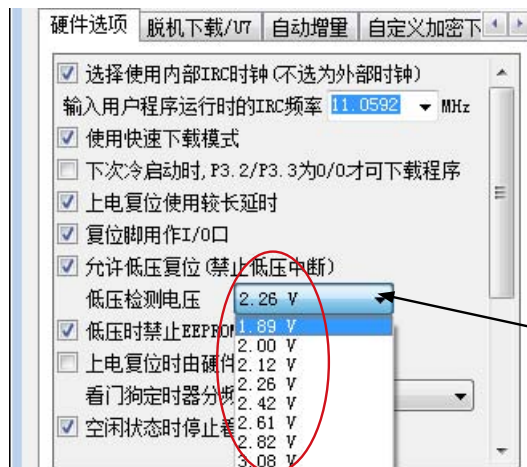 硬件选项 脱机下载/U7 自动增量 自定义加密下
选择使用内部IRC时钟(不选为外部时钟)
输入用户程序运行时的IRC频率 11.0592 MHz
使用快速下载模式
下次冷启动时,P3.2/P3.3为0/0才可下载程序
上电复位使用较长延时
复位脚用作I/O口
允许低压复位(禁止低压中断)
低压检测电压 2.26 V
低压时禁止EEPROM
1.89 V
2.00 V
上电复位时由硬件
2.12 V
2.26 V
看门狗定时器分频
2.42 V
空闲状态时停止看
2.61 V
2.82 V
3.08 V